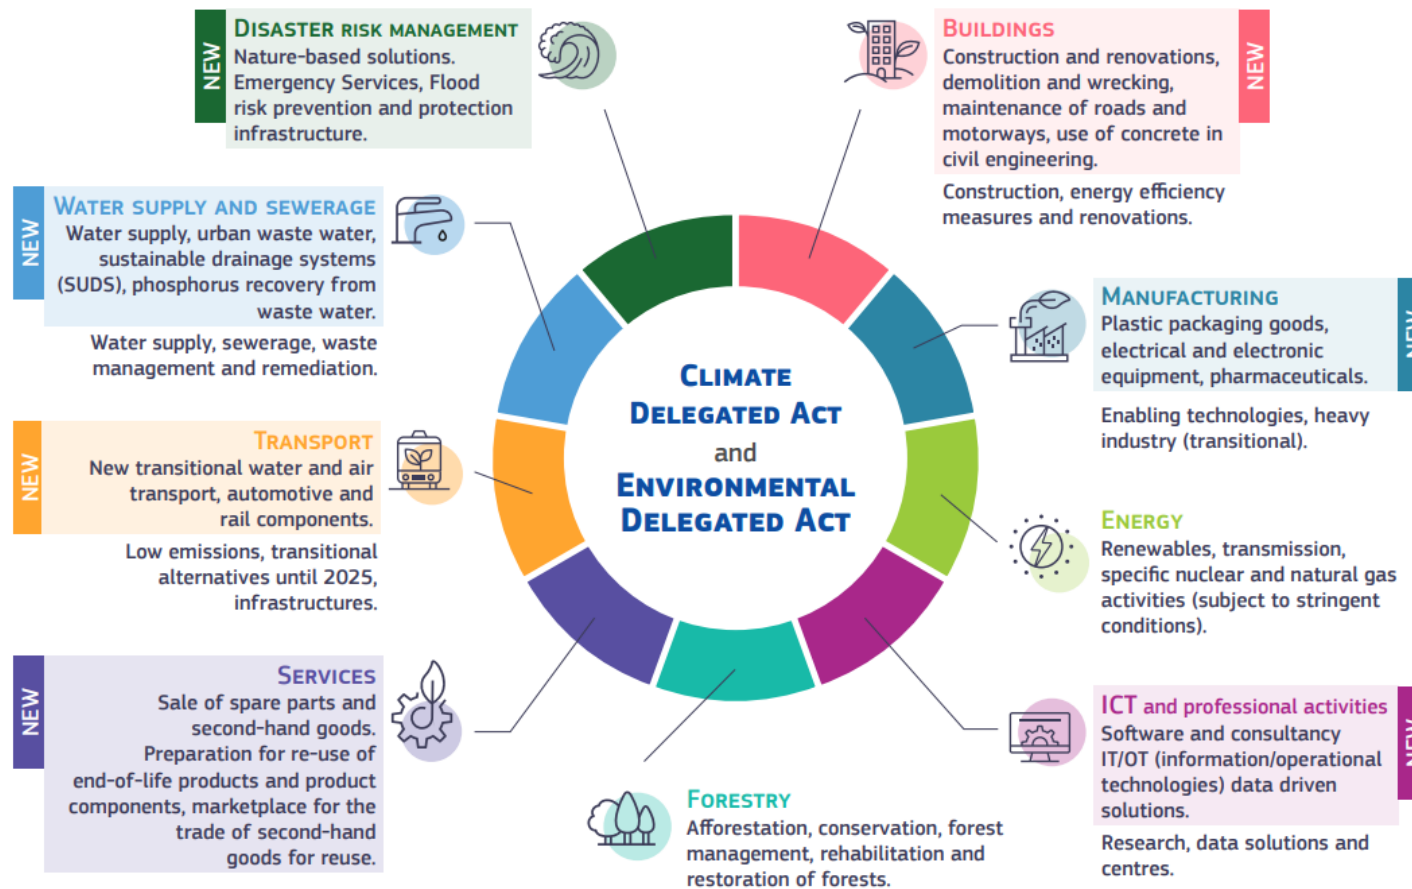 NEW
DISASTER RISK MANAGEMENT
Nature-based solutions.
Emergency Services, Flood
risk prevention and protection
infrastructure.
BUILDINGS
Construction and renovations,
demolition and wrecking,
maintenance of roads and
motorways, use of concrete in
civil engineering.
NEW
Construction, energy efficiency
measures and renovations.
NEW
WATER SUPPLY AND SEWERAGE
Water supply, urban waste water,
sustainable drainage systems
(SUDS), phosphorus recovery from
waste water.
Water supply, sewerage, waste
management and remediation.
MANUFACTURING
Plastic packaging goods,
electrical and electronic
equipment, pharmaceuticals.
NEW
Enabling technologies, heavy
industry (transitional).
CLIMATE
DELEGATED ACT
and
ENVIRONMENTAL
DELEGATED ACT
NEW
TRANSPORT
New transitional water and air
transport, automotive and
rail components.
Low emissions, transitional
alternatives until 2025,
infrastructures.
ENERGY
Renewables, transmission,
specific nuclear and natural gas
activities (subject to stringent
conditions).
NEW
SERVICES
Sale of spare parts and
second-hand goods.
Preparation for re-use of
end-of-life products and product
components, marketplace for the
trade of second-hand
goods for reuse.
ICT and professional activities
Software and consultancy
IT/OT (information/operational
technologies) data driven
solutions.
NEW
Research, data solutions and
centres.
FORESTRY
Afforestation, conservation, forest
management, rehabilitation and
restoration of forests.